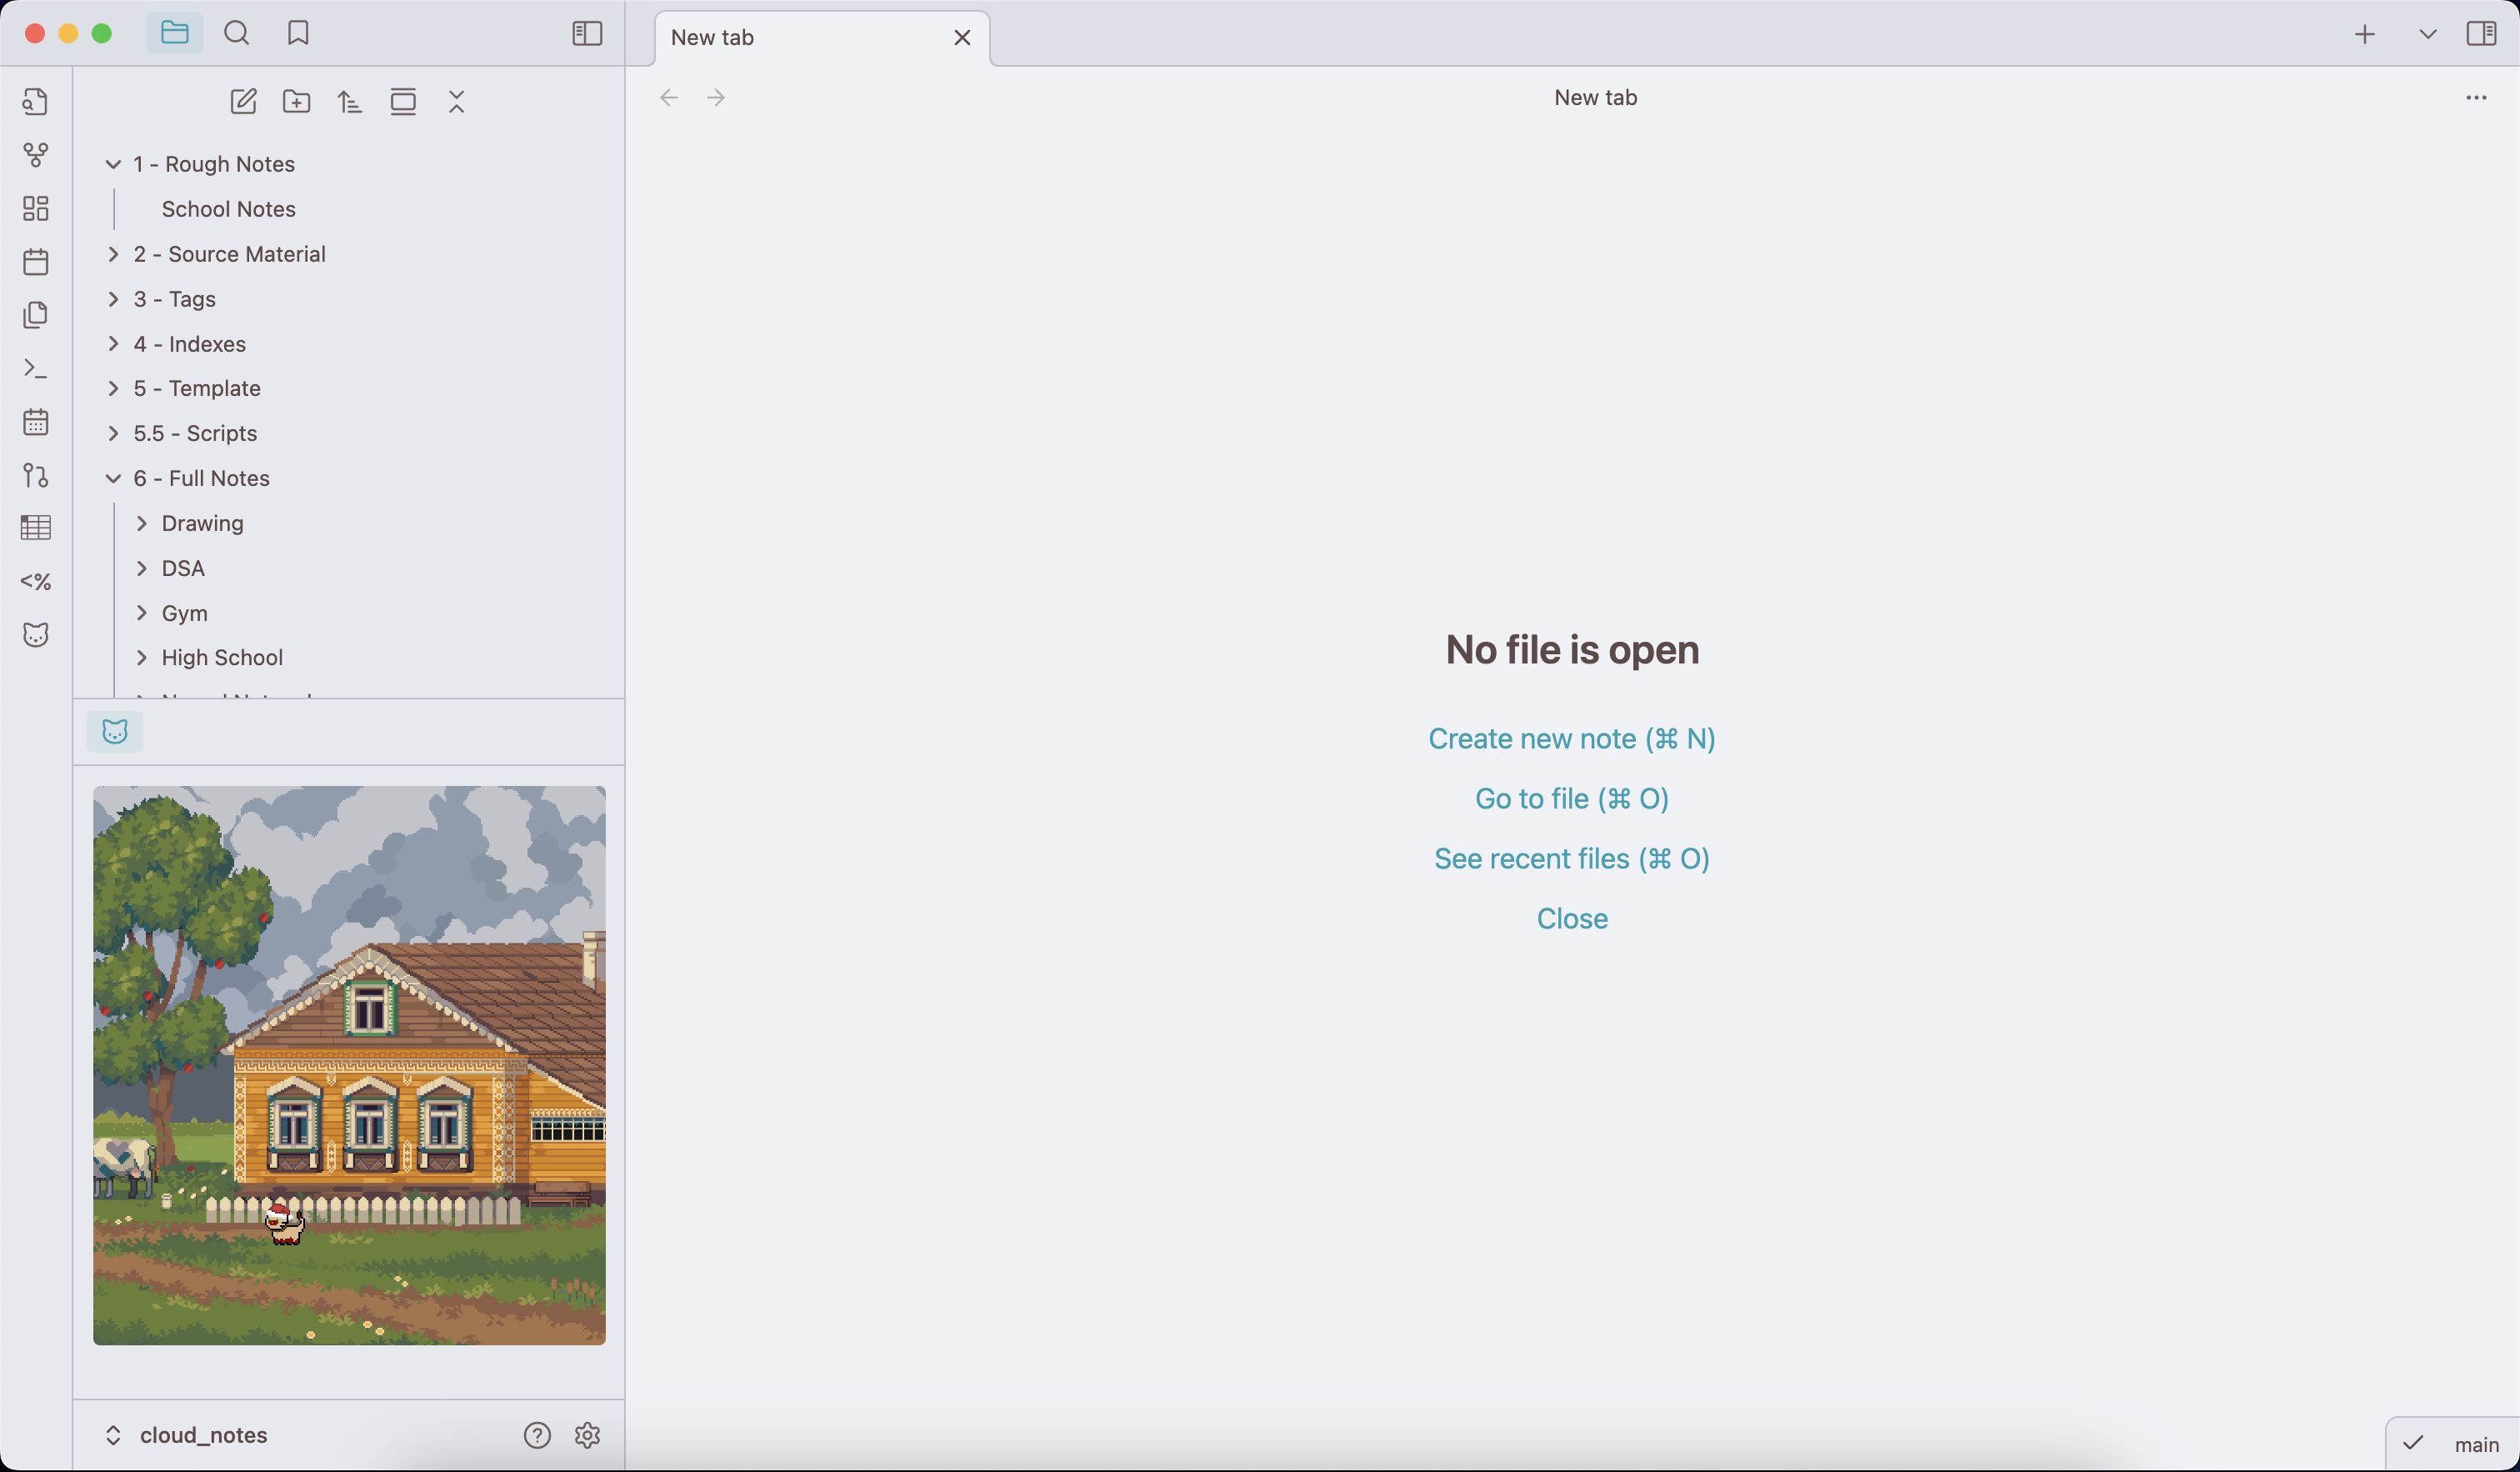 New tab
New tab
1 - Rough Notes
School Notes
2 - Source Material
3 - Tags
4 - Indexes
5 - Template
5.5 - Scripts
6 - Full Notes
Drawing
DSA
Gym
High School
<%
No file is open
Create new note (⌘ N)
Go to file (⌘ O)
See recent files (⌘ O)
Close
cloud_notes
main